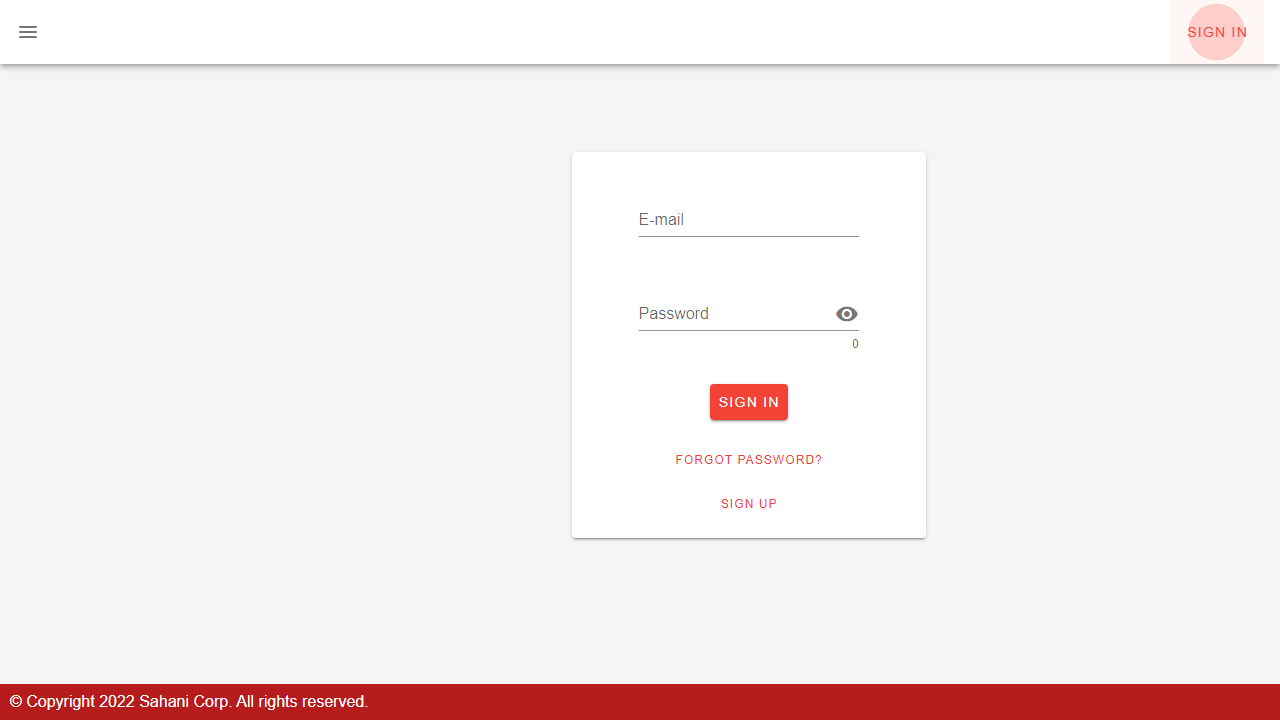 SIGN IN
E-mail
Password
0
SIGN IN
FORGOT PASSWORD?
SIGN UP
© Copyright 2022 Sahani Corp. All rights reserved.